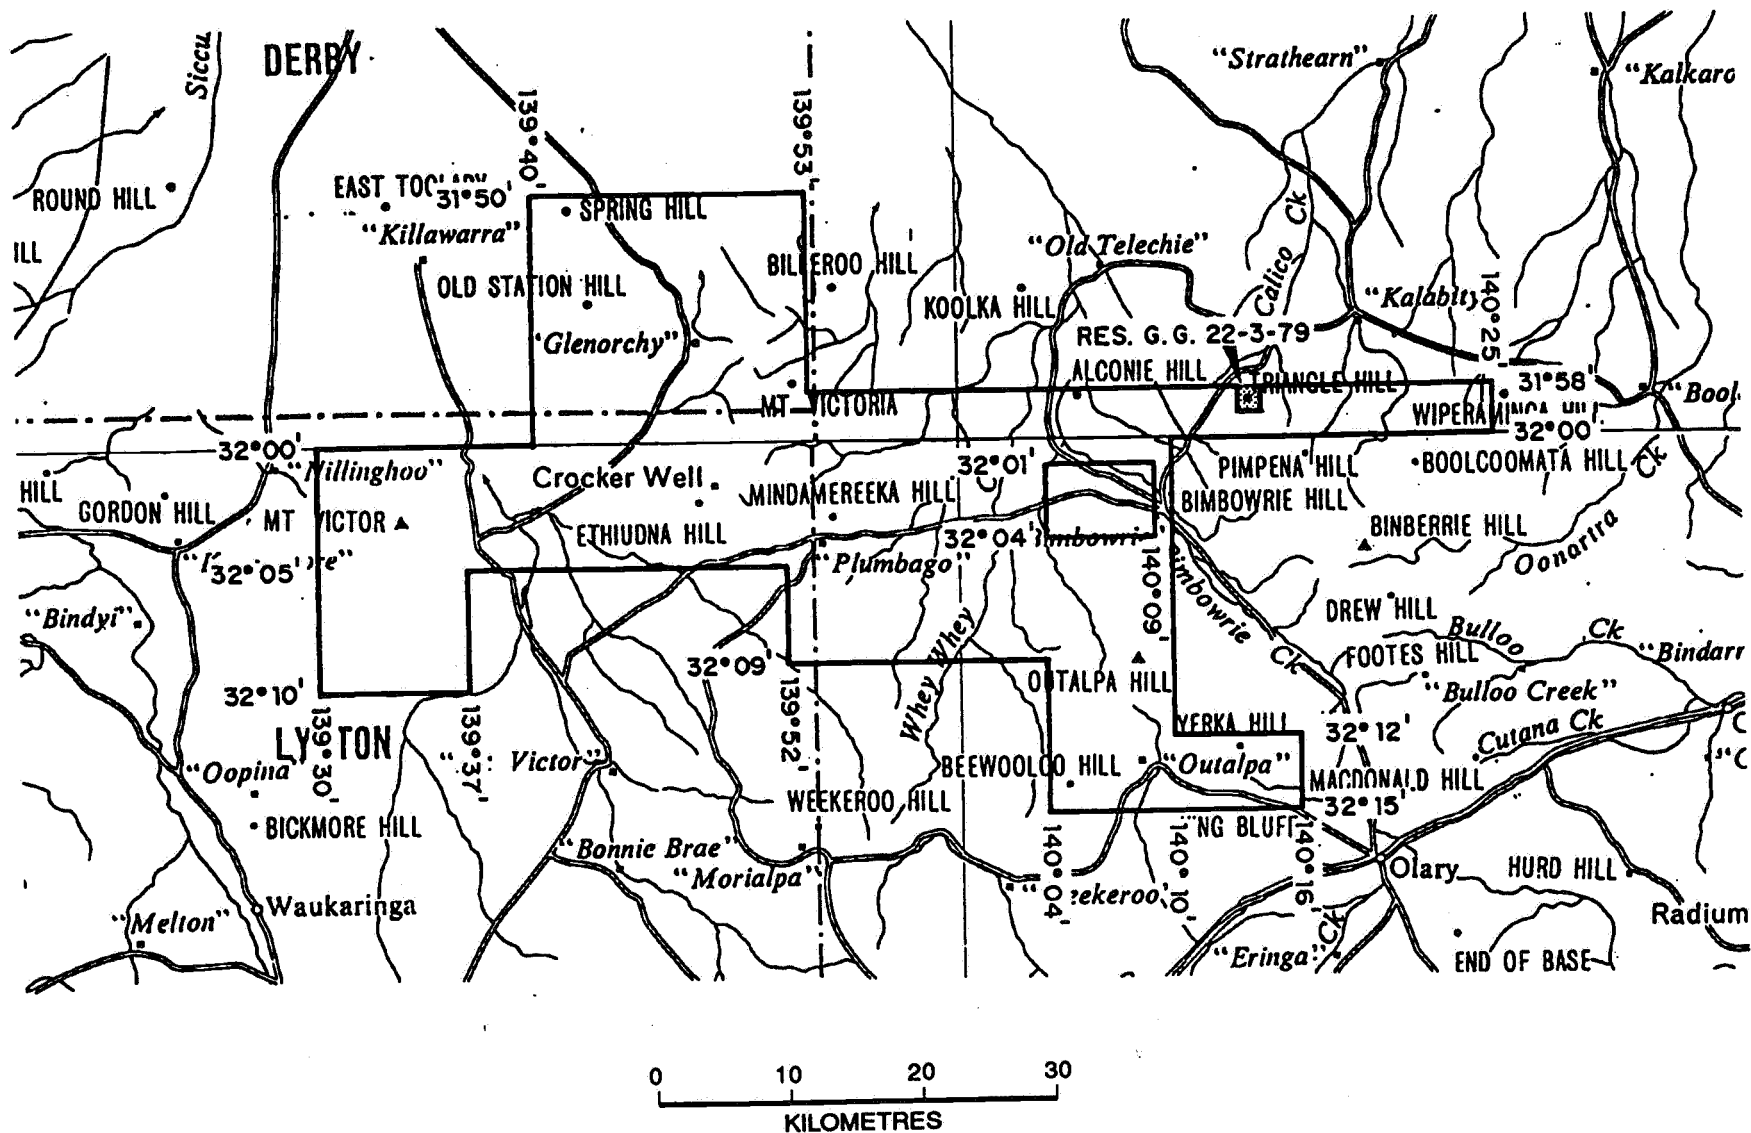 DERBY
Siccu
"Strathearn"
"Kalkaro
139°40'
139°53'
ROUND HILL
EAST
31°50'
SPRING HILL
"Killawarra"
ILL
OLD STATION HILL
BILLEROO HILL
"Old Telechie"
Calico Ck
KOOLKA HILL
"Kalabity
140°25'
"Glenorchy"
RES. G.G. 22-3-79
ALCONIE HILL
TRIANGLE HILL
31°58'
"Bool
MT VICTORIA
WIPERAMINGA HILL
32°00'
32°00'
HILL
Crocker Well
32°01'
PIMPENA HILL
BOOLCOOMATA HILL
Ck
GORDON HILL
MT VICTOR
MINDAMEREEKA HILL
BIMBOWRIE HILL
ETHIUDNA HILL
32°04'
BINBERRIE HILL
Oonartra
32°05'
"Plumbago"
140°09'
Bimbowrie Ck
"Bindyi"
DREW HILL
Bulloo Ck
Whey Whey
32°09'
FOOTES HILL
"Bindarr
32°10'
139°52'
OUTALPA HILL
"Bulloo Creek"
LYTTON
139°30'
139°37'
YERKA HILL
32°12'
Cutana Ck
"Oopina"
Victor"
BEEWOOLOO HILL
"Outalpa"
MACDONALD HILL
WEEKEROO HILL
32°15'
BICKMORE HILL
NG BLUFF
"Bonnie Brae"
"Morialpa"
140°04'
140°10'
140°16'
Olary
HURD HILL
Waukaringa
eekeroo"
"Melton"
Radium
"Eringa"
Ck
END OF BASE
0 10 20 30
KILOMETRES